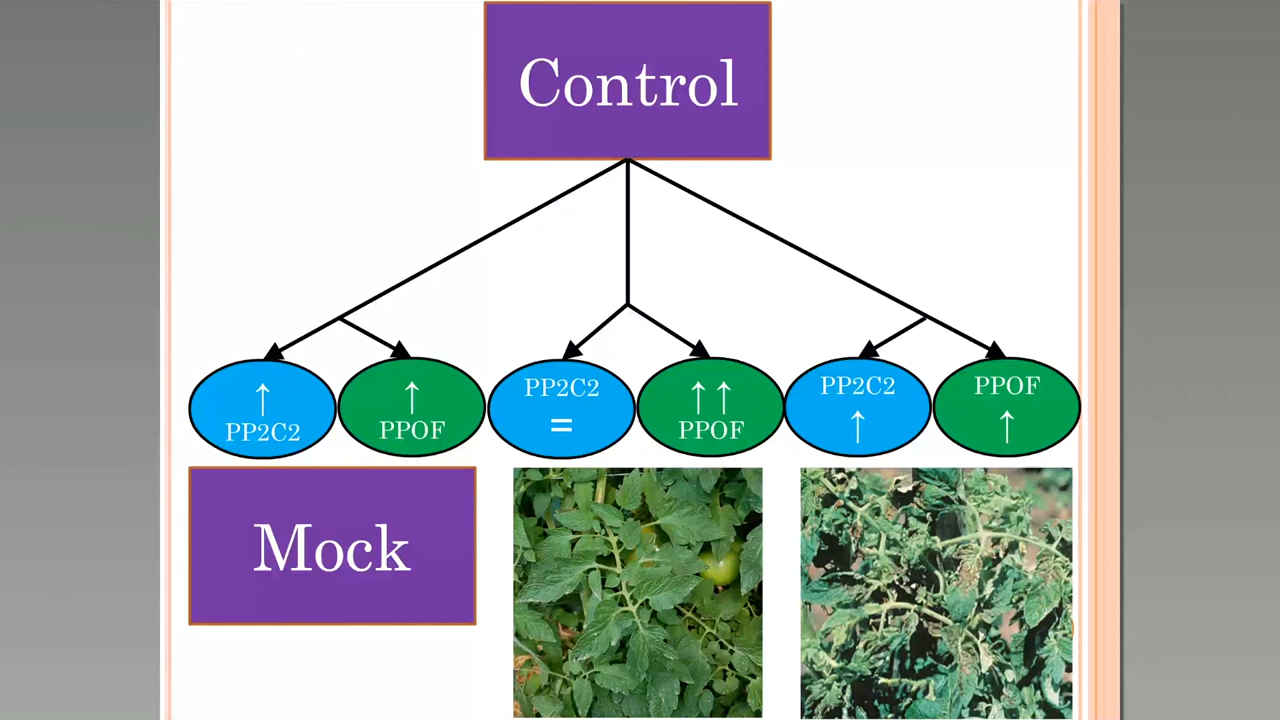 Control
↑
PP2C2
↑
PPOF
PP2C2
=
↑↑
PPOF
PP2C2
↑
PPOF
↑
Mock